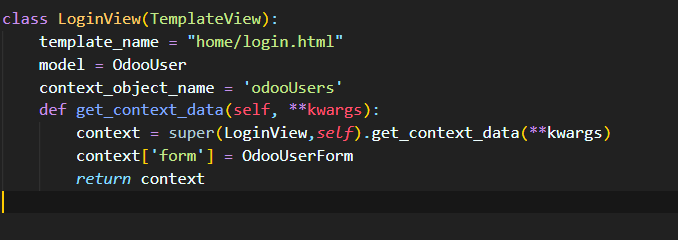 class LoginView(TemplateView):
    template_name = "home/login.html"
    model = OdooUser
    context_object_name = 'odooUsers'
    def get_context_data(self, **kwargs):
        context = super(LoginView,self).get_context_data(**kwargs)
        context['form'] = OdooUserForm
        return context